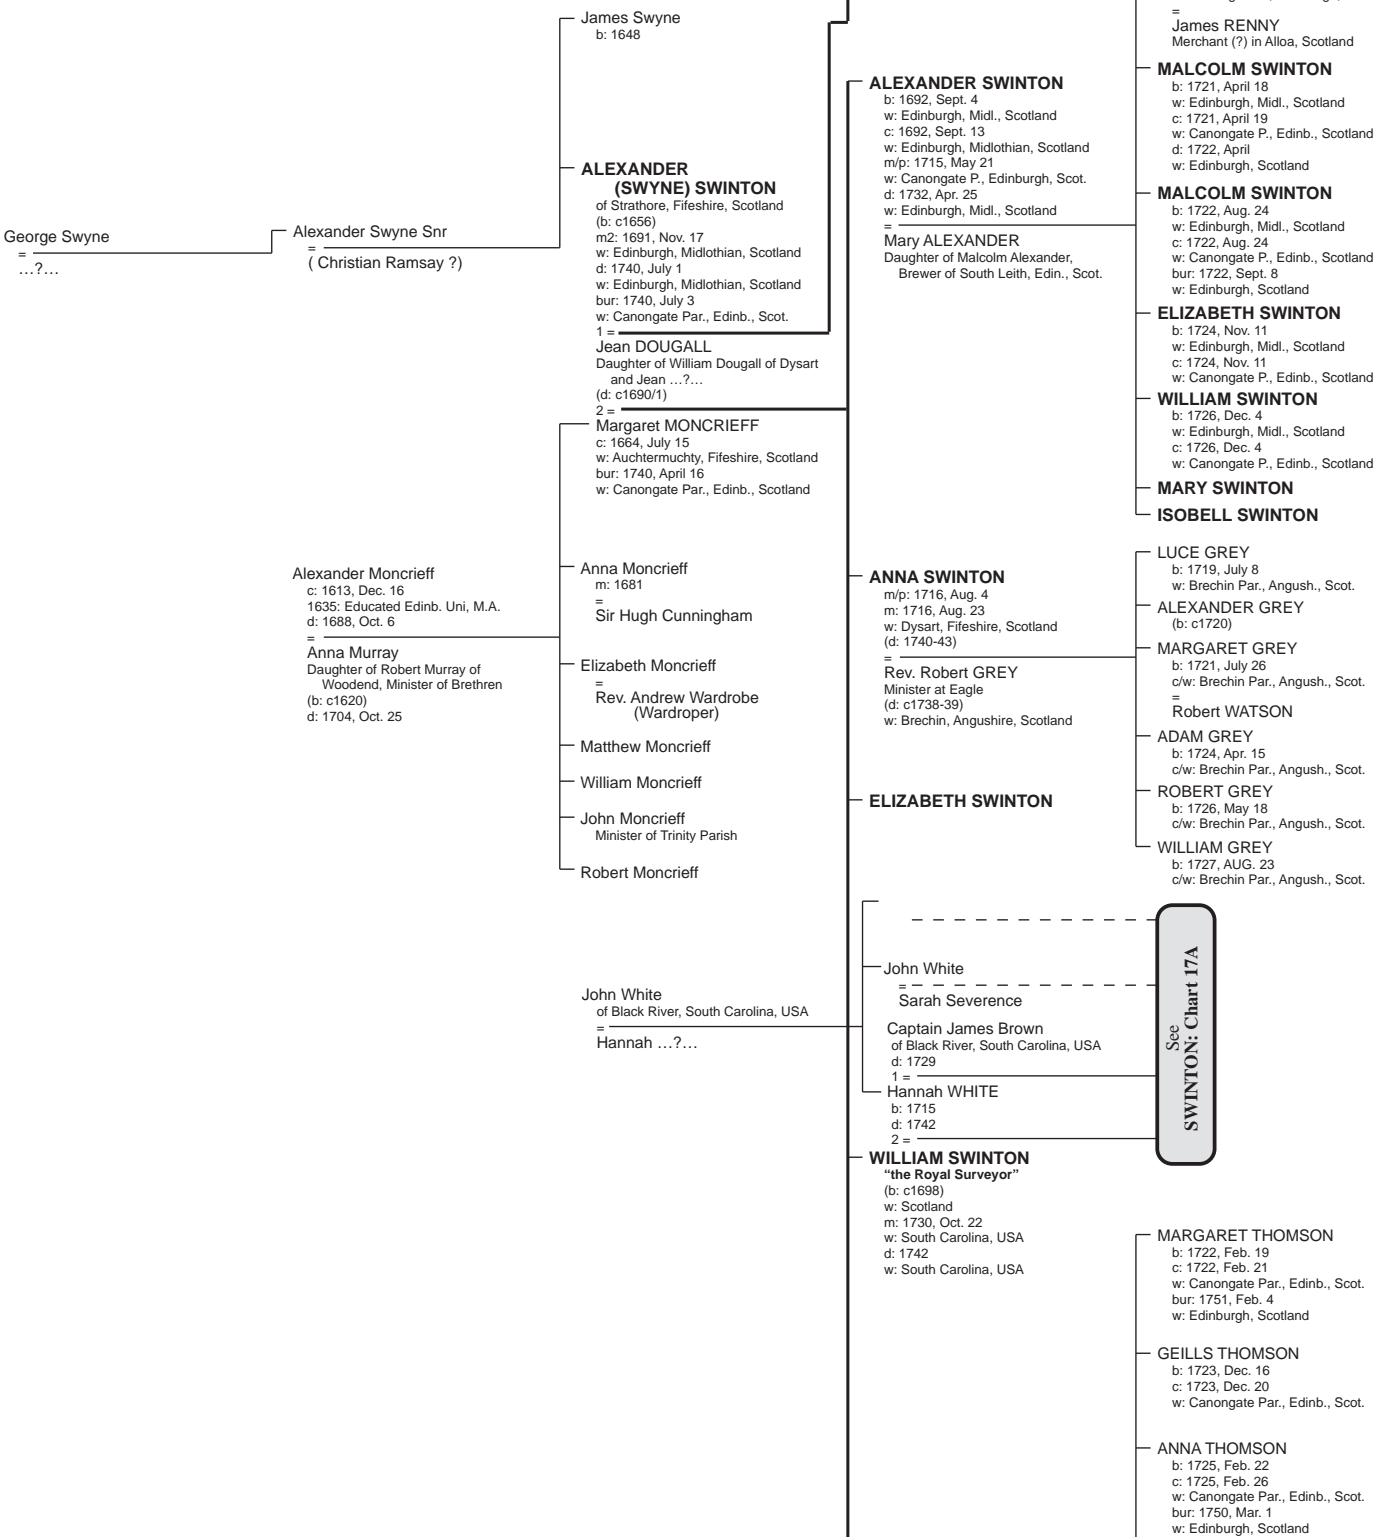 George Swyne
=
…?…
Alexander Swyne Snr
=
( Christian Ramsay ?)
Alexander Moncrieff
c: 1613, Dec. 16
1635: Educated Edinb. Uni, M.A.
d: 1688, Oct. 6
=
Anna Murray
Daughter of Robert Murray of
Woodend, Minister of Brethren
(b: c1620)
d: 1704, Oct. 25
James Swyne
b: 1648
ALEXANDER
(SWYNE) SWINTON
of Strathore, Fifeshire, Scotland
(b: c1656)
m2: 1691, Nov. 17
w: Edinburgh, Midlothian, Scotland
d: 1740, July 1
w: Edinburgh, Midlothian, Scotland
bur: 1740, July 3
w: Canongate Par., Edinb., Scot.
1 =
Jean DOUGALL
Daughter of William Dougall of Dysart
and Jean …?…
(d: c1690/1)
2 =
Margaret MONCRIEFF
c: 1664, July 15
w: Auchtermuchty, Fifeshire, Scotland
bur: 1740, April 16
w: Canongate Par., Edinb., Scotland
Anna Moncrieff
m: 1681
=
Sir Hugh Cunningham
Elizabeth Moncrieff
=
Rev. Andrew Wardrobe
(Wardroper)
Matthew Moncrieff
William Moncrieff
John Moncrieff
Minister of Trinity Parish
Robert Moncrieff
John White
of Black River, South Carolina, USA
=
Hannah …?…
ALEXANDER SWINTON
b: 1692, Sept. 4
w: Edinburgh, Midl., Scotland
c: 1692, Sept. 13
w: Edinburgh, Midlothian, Scotland
m/p: 1715, May 21
w: Canongate P., Edinburgh, Scot.
d: 1732, Apr. 25
w: Edinburgh, Midl., Scotland
=
Mary ALEXANDER
Daughter of Malcolm Alexander,
Brewer of South Leith, Edin., Scot.
ANNA SWINTON
m/p: 1716, Aug. 4
m: 1716, Aug. 23
w: Dysart, Fifeshire, Scotland
(d: 1740-43)
=
Rev. Robert GREY
Minister at Eagle
(d: c1738-39)
w: Brechin, Angushire, Scotland
ELIZABETH SWINTON
John White
=
Sarah Severence
Captain James Brown
of Black River, South Carolina, USA
d: 1729
1 =
Hannah WHITE
b: 1715
d: 1742
2 =
WILLIAM SWINTON
“the Royal Surveyor”
(b: c1698)
w: Scotland
m: 1730, Oct. 22
w: South Carolina, USA
d: 1742
w: South Carolina, USA
=
James RENNY
Merchant (?) in Alloa, Scotland
MALCOLM SWINTON
b: 1721, April 18
w: Edinburgh, Midl., Scotland
c: 1721, April 19
w: Canongate P., Edinb., Scotland
d: 1722, April
w: Edinburgh, Scotland
MALCOLM SWINTON
b: 1722, Aug. 24
w: Edinburgh, Midl., Scotland
c: 1722, Aug. 24
w: Canongate P., Edinb., Scotland
bur: 1722, Sept. 8
w: Edinburgh, Scotland
ELIZABETH SWINTON
b: 1724, Nov. 11
w: Edinburgh, Midl., Scotland
c: 1724, Nov. 11
w: Canongate P., Edinb., Scotland
WILLIAM SWINTON
b: 1726, Dec. 4
w: Edinburgh, Midl., Scotland
c: 1726, Dec. 4
w: Canongate P., Edinb., Scotland
MARY SWINTON
ISOBELL SWINTON
LUCE GREY
b: 1719, July 8
w: Brechin Par., Angush., Scot.
ALEXANDER GREY
(b: c1720)
MARGARET GREY
b: 1721, July 26
c/w: Brechin Par., Angush., Scot.
=
Robert WATSON
ADAM GREY
b: 1724, Apr. 15
c/w: Brechin Par., Angush., Scot.
ROBERT GREY
b: 1726, May 18
c/w: Brechin Par., Angush., Scot.
WILLIAM GREY
b: 1727, AUG. 23
c/w: Brechin Par., Angush., Scot.
See
SWINTON: Chart 17A
MARGARET THOMSON
b: 1722, Feb. 19
c: 1722, Feb. 21
w: Canongate Par., Edinb., Scot.
bur: 1751, Feb. 4
w: Edinburgh, Scotland
GEILLS THOMSON
b: 1723, Dec. 16
c: 1723, Dec. 20
w: Canongate Par., Edinb., Scot.
ANNA THOMSON
b: 1725, Feb. 22
c: 1725, Feb. 26
w: Canongate Par., Edinb., Scot.
bur: 1750, Mar. 1
w: Edinburgh, Scotland